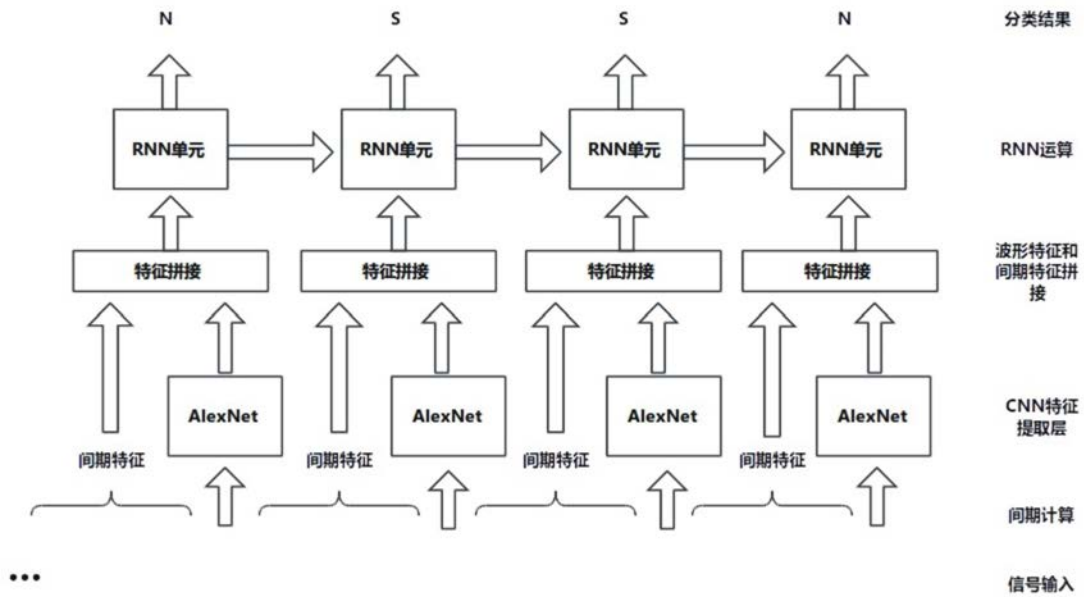 N S S N 分类结果
RNN单元 RNN单元 RNN单元 RNN单元 RNN运算
特征拼接 特征拼接 特征拼接 特征拼接
波形特征和
间期特征拼
接
AlexNet AlexNet AlexNet AlexNet
CNN特征
提取层
间期特征 间期特征 间期特征 间期特征
间期计算
••• 信号输入